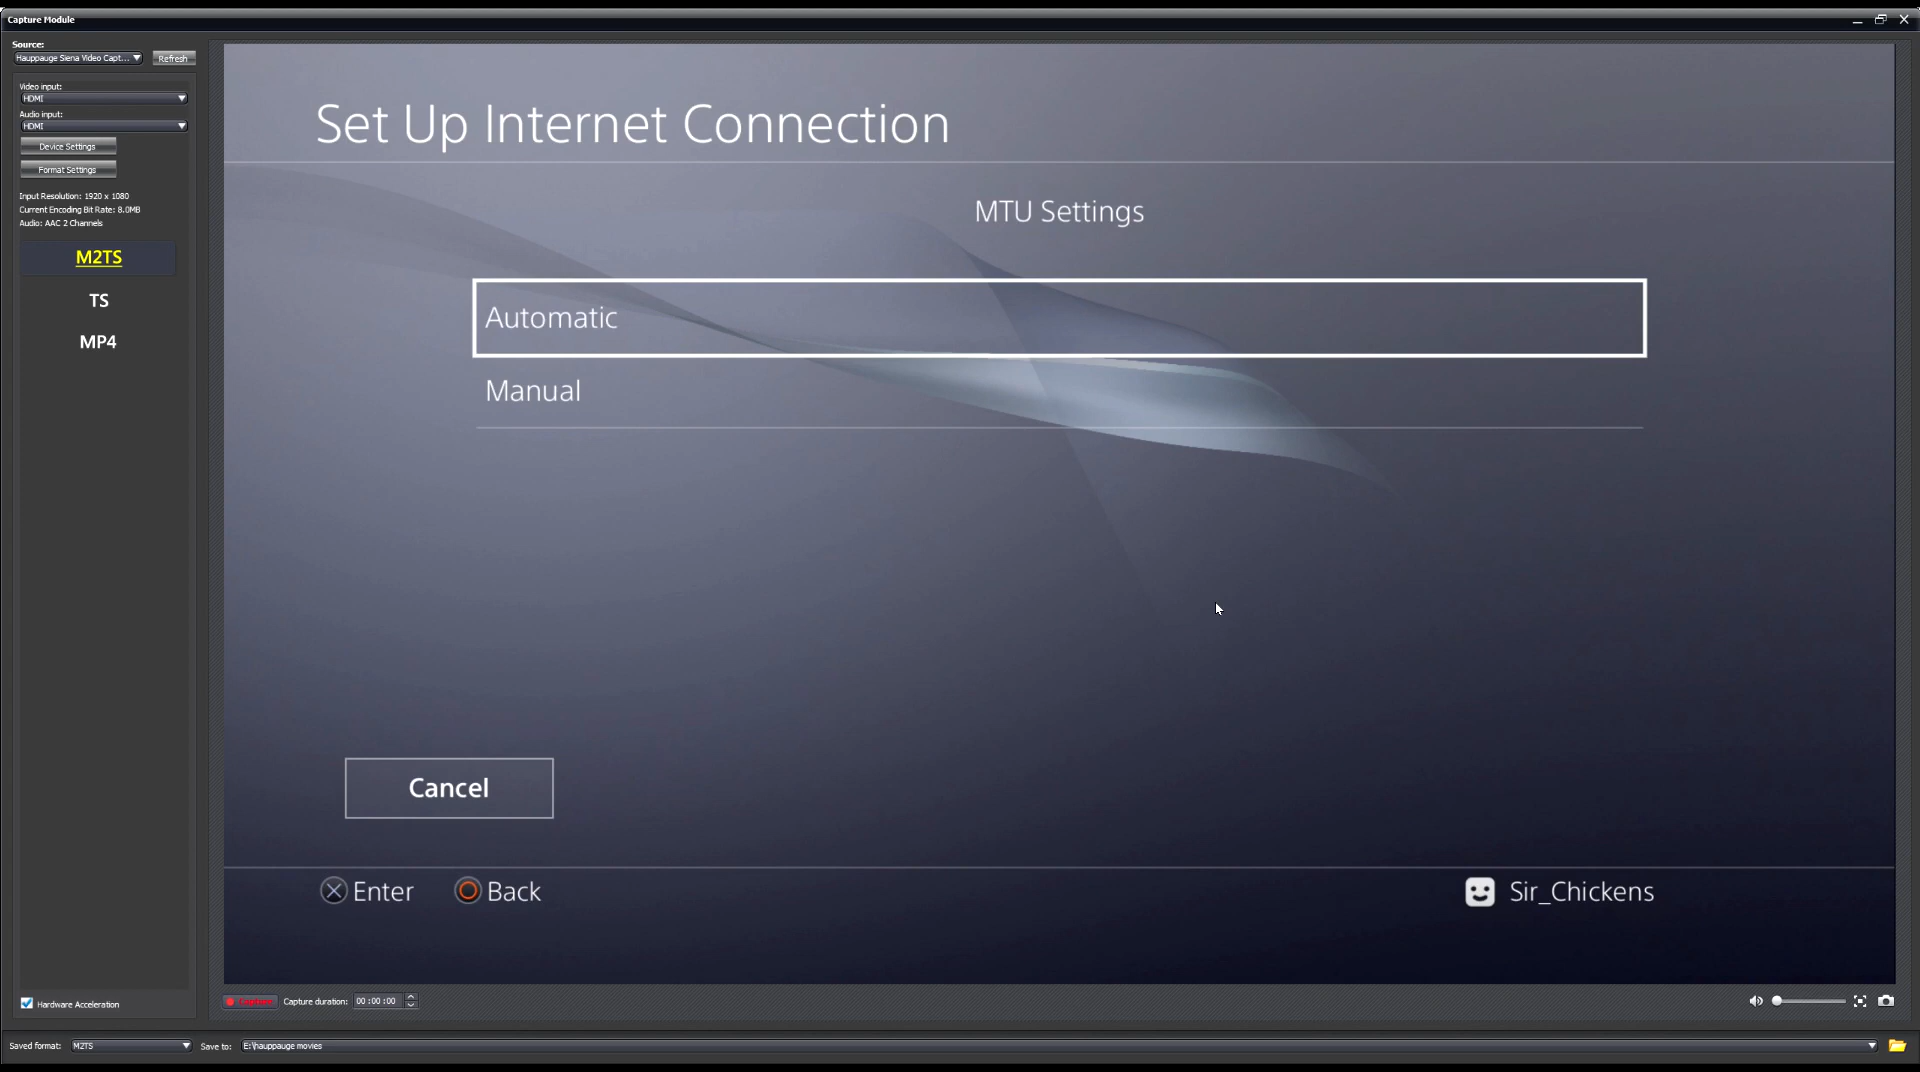 Capture Module
Source:
Hauppauge Siena Video Capt...
Refresh
Video input:
HDMI
Audio input:
HDMI
Device Settings
Format Settings
Input Resolution: 1920 x 1080
Current Encoding Bit Rate: 8.0MB
Audio: AAC 2 Channels
M2TS
TS
MP4
Hardware Acceleration
Set Up Internet Connection
MTU Settings
Automatic
Manual
Cancel
Enter
Back
Sir_Chickens
Capture
Capture duration:
00 :00 :00
Saved format:
M2TS
Save to:
E:\hauppauge movies